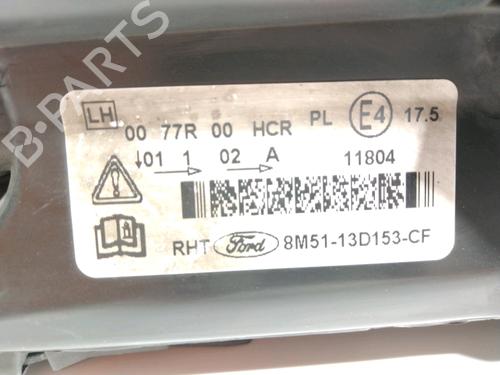 B-PARTS
LH
00 77R 00 HCR PL E4 17.5
↓01 1 02 A 11804
RHT Ford 8M51-13D153-CF